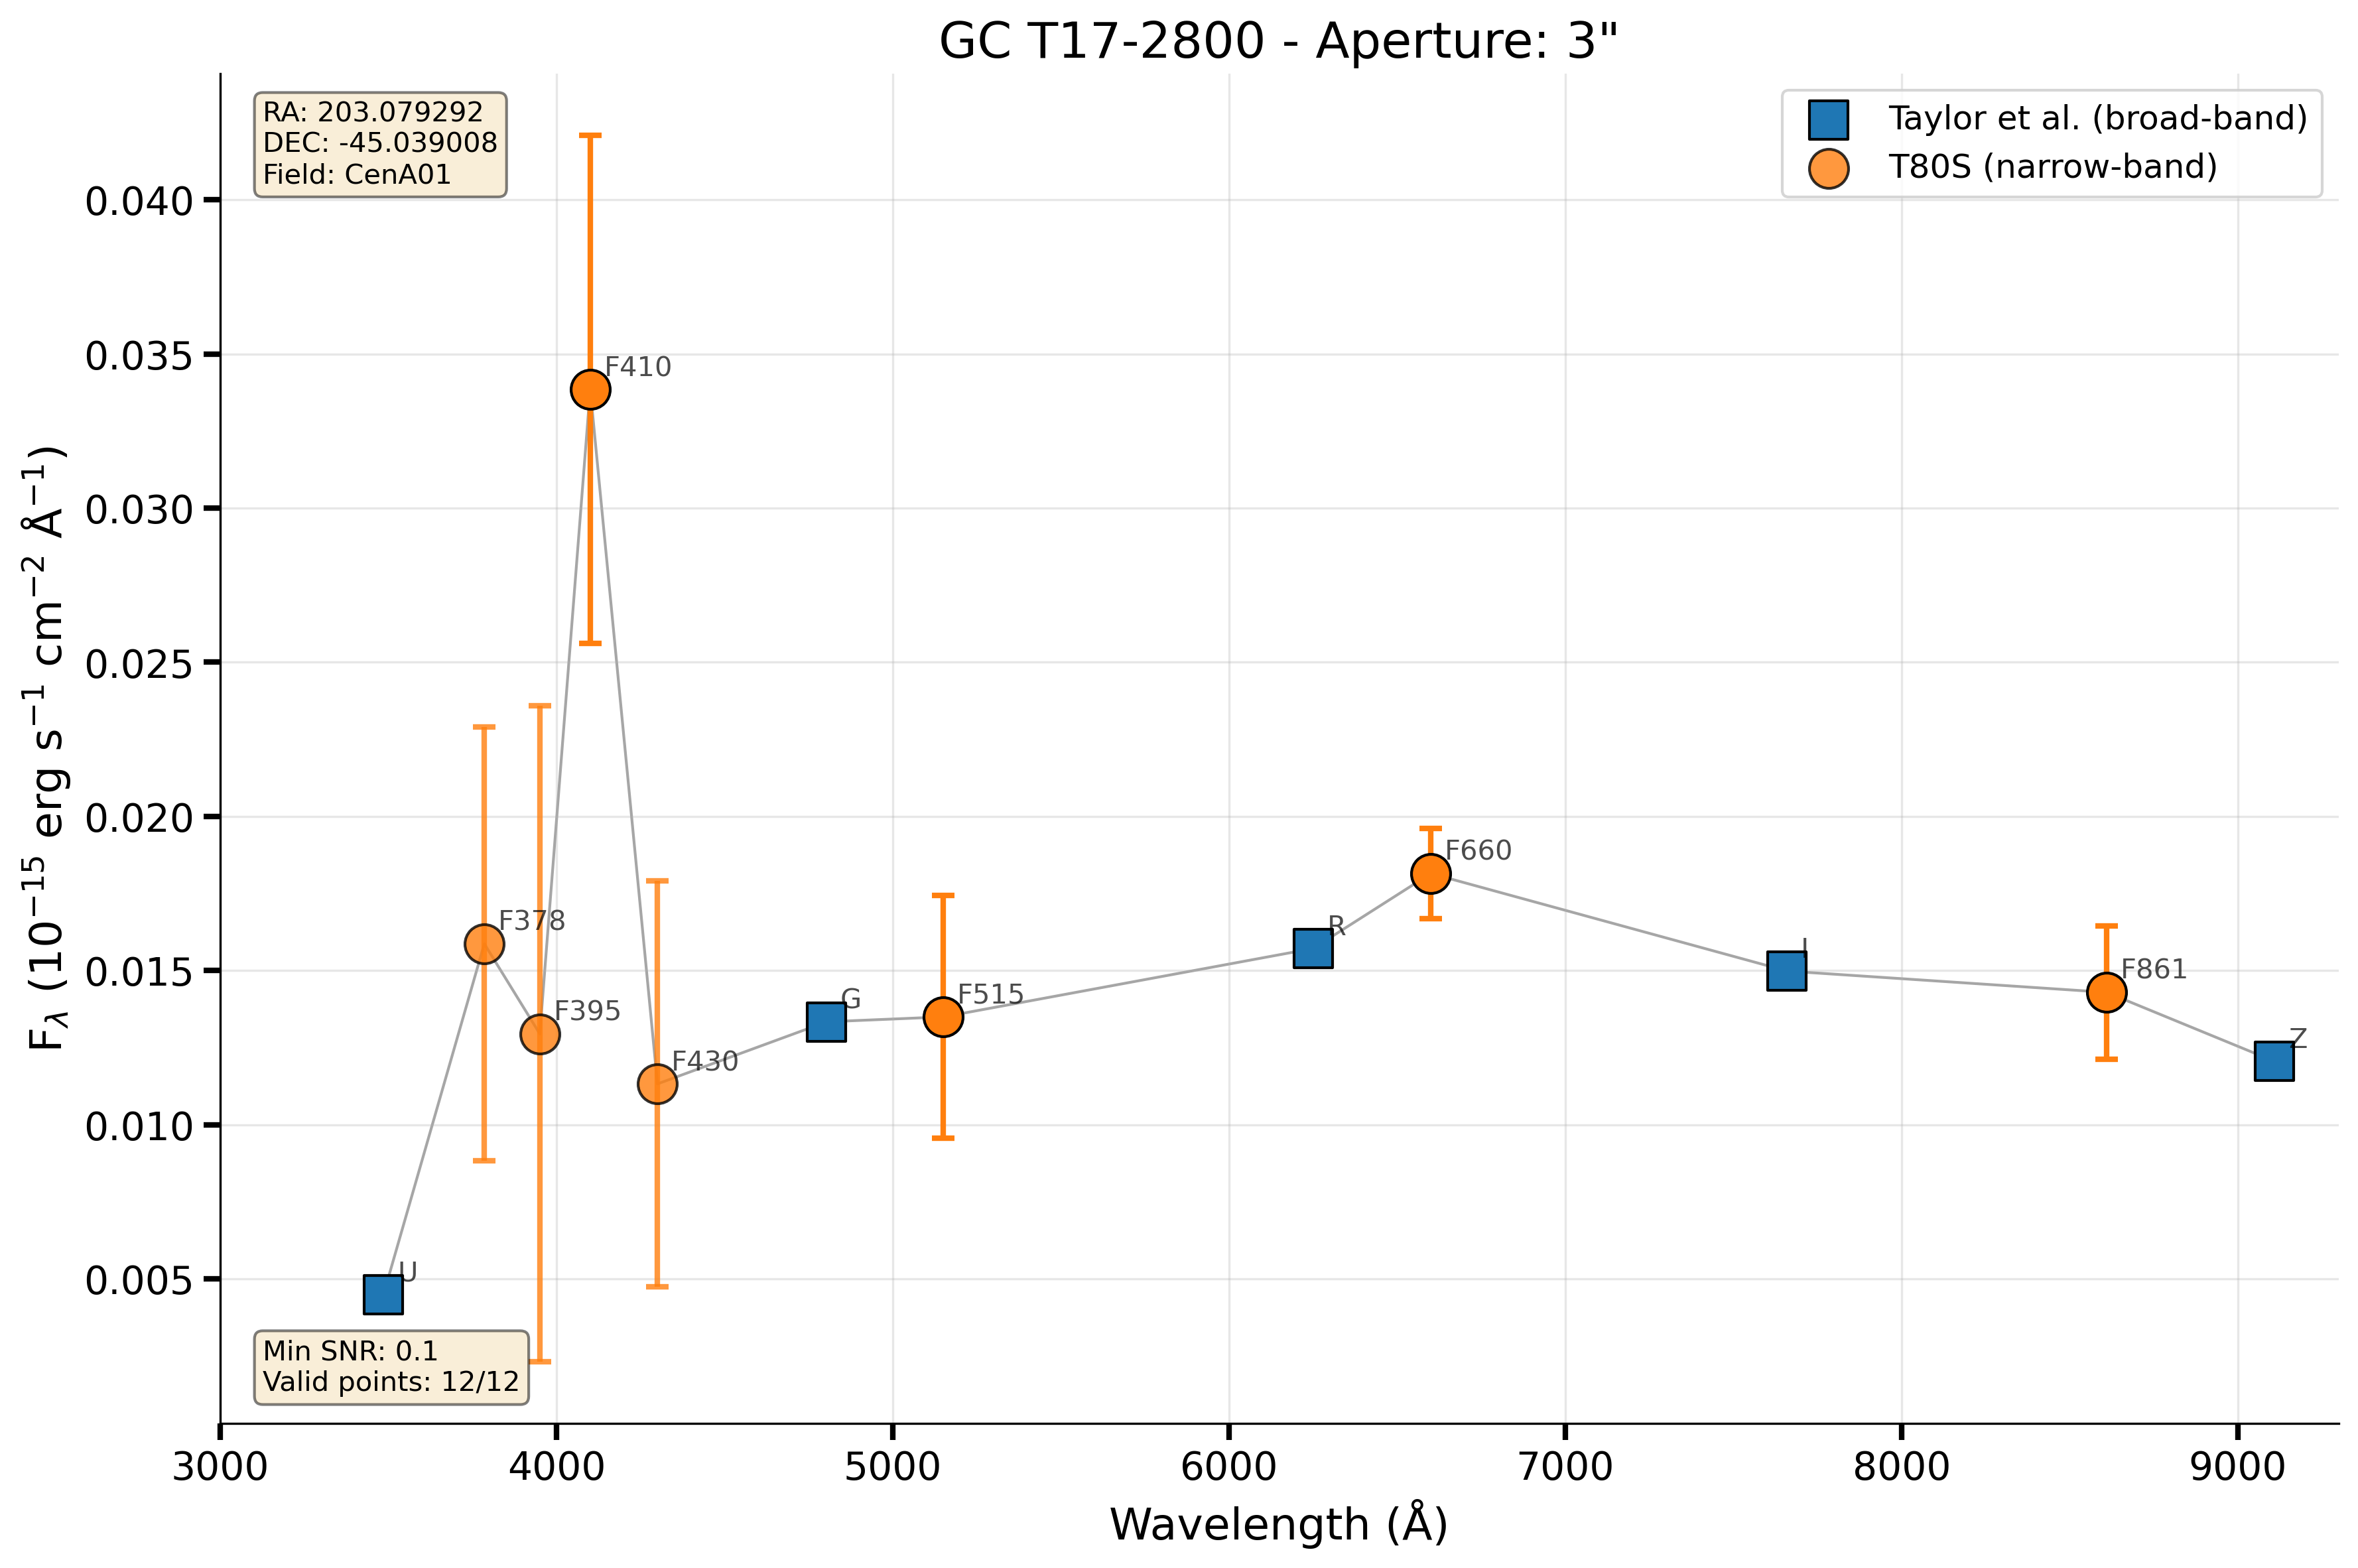 GC T17-2800 - Aperture: 3"
RA: 203.079292
DEC: -45.039008
Field: CenA01
Taylor et al. (broad-band)
T80S (narrow-band)
0.040
0.035
0.030
0.025
0.020
0.015
0.010
0.005
F_λ (10⁻¹⁵ erg s⁻¹ cm⁻² Å⁻¹)
U
F378
F395
F410
F430
G
F515
R
F660
I
F861
Z
Min SNR: 0.1
Valid points: 12/12
3000 4000 5000 6000 7000 8000 9000
Wavelength (Å)